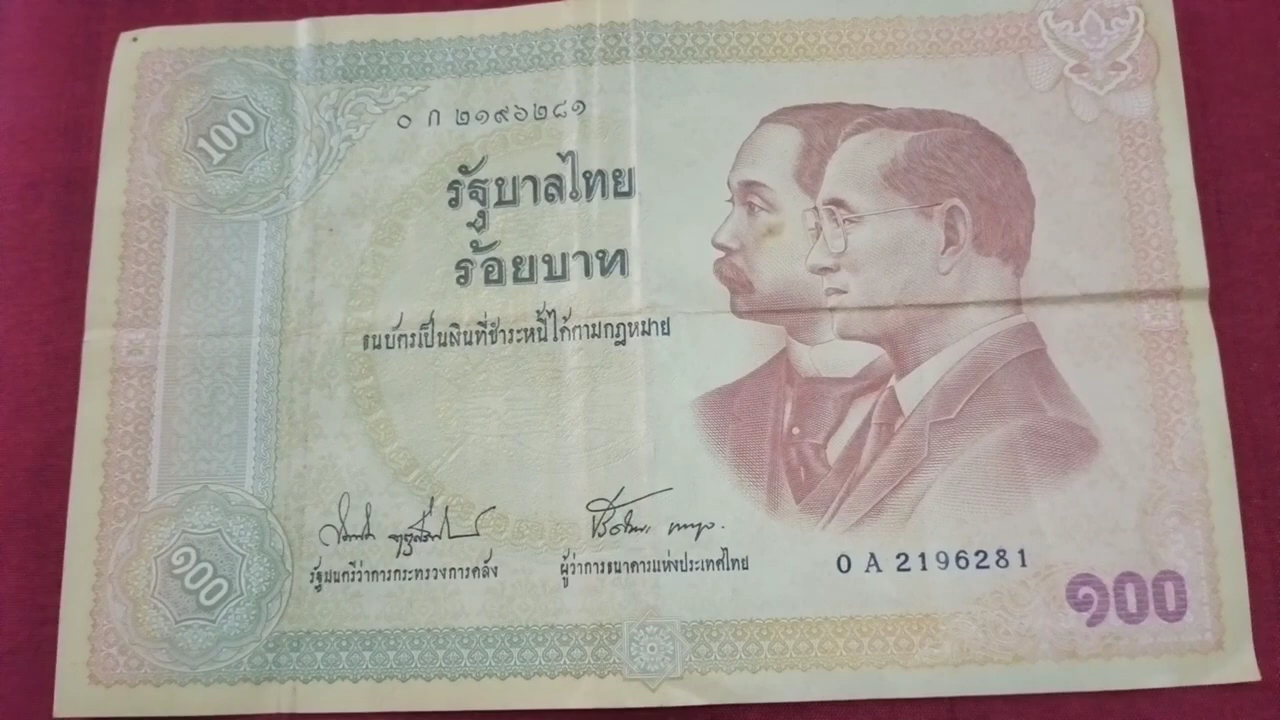 100
๐ ก ๒๑๙๖๒๘๑
รัฐบาลไทย
ร้อยบาท
ธนบัตรเป็นเงินที่ชำระหนี้ได้ตามกฎหมาย
รัฐมนตรีว่าการกระทรวงการคลัง
ผู้ว่าการธนาคารแห่งประเทศไทย
0 A 2196281
๑๐๐
๑๐๐